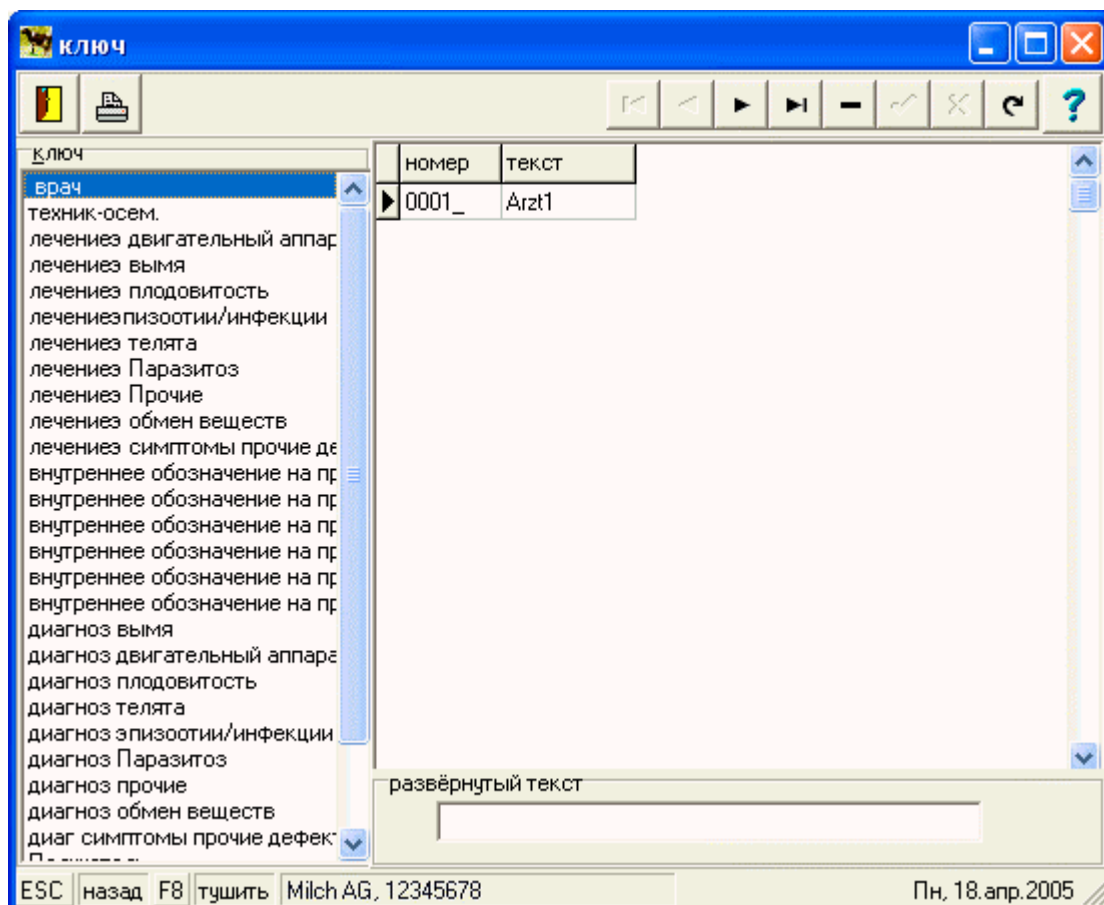 ключ
?
ключ
номер текст
врач
0001_ Arzt1
техник-осем.
лечениеэ двигательный аппар
лечениеэ вымя
лечениеэ плодовитость
лечениеэпизоотии/инфекции
лечениеэ телята
лечениеэ Паразитоз
лечениеэ Прочие
лечениеэ обмен веществ
лечениеэ симптомы прочие де
внутреннее обозначение на пр
внутреннее обозначение на пр
внутреннее обозначение на пр
внутреннее обозначение на пр
внутреннее обозначение на пр
внутреннее обозначение на пр
диагноз вымя
диагноз двигательный аппара
диагноз плодовитость
диагноз телята
диагноз эпизоотии/инфекции
диагноз Паразитоз
диагноз прочие
диагноз обмен веществ
диаг симптомы прочие дефек
развёрнутый текст
ESC назад F8 тушить Milch AG, 12345678 Пн, 18.апр.2005